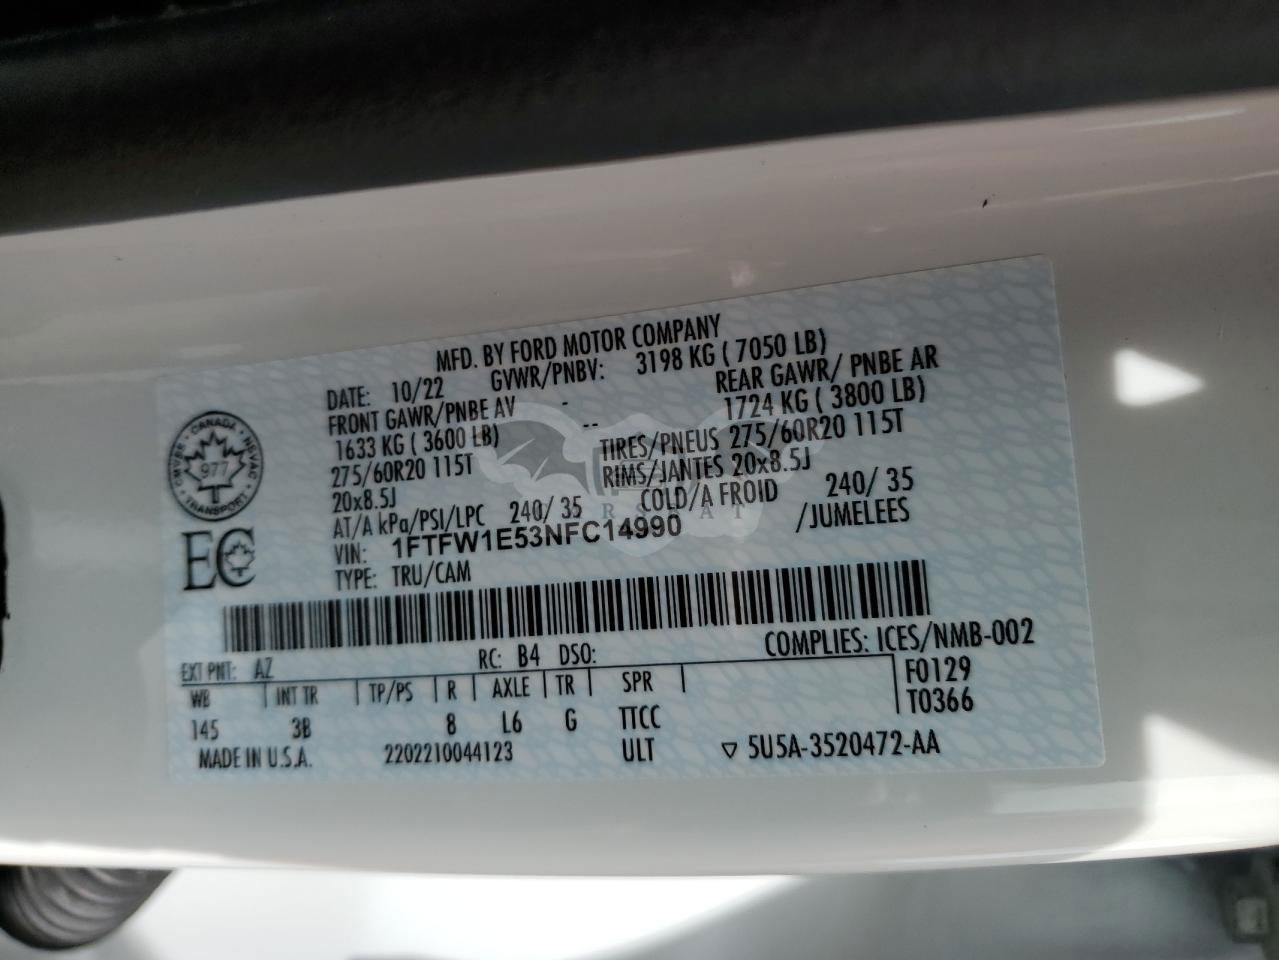 MFD. BY FORD MOTOR COMPANY
DATE: 10/22 GVWR/PNBV: 3198 KG ( 7050 LB)
FRONT GAWR/PNBE AV - REAR GAWR/ PNBE AR
1633 KG ( 3600 LB) -- 1724 KG ( 3800 LB)
275/60R20 115T TIRES/PNEUS 275/60R20 115T
20x8.5J RIMS/JANTES 20x8.5J
AT/A kPa/PSI/LPC 240/ 35 COLD/A FROID 240/ 35
VIN: 1FTFW1E53NFC14990 /JUMELEES
TYPE: TRU/CAM
CANADA
977
TRANSPORT
EC
COMPLIES: ICES/NMB-002
EXT PNT: AZ RC: B4 DSO:
WB INT TR TP/PS R AXLE TR SPR F0129
145 3B 8 L6 G TTCC T0366
MADE IN U.S.A. 2202210044123 ULT ▽ 5U5A-3520472-AA